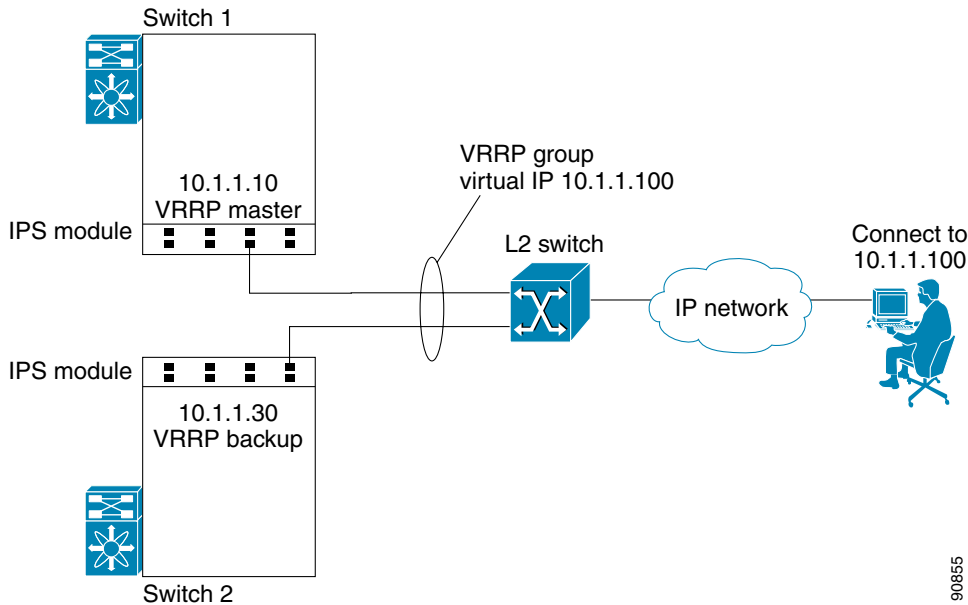 Switch 1
10.1.1.10
VRRP master
IPS module
VRRP group
virtual IP 10.1.1.100
L2 switch
IP network
Connect to
10.1.1.100
IPS module
10.1.1.30
VRRP backup
Switch 2
90855